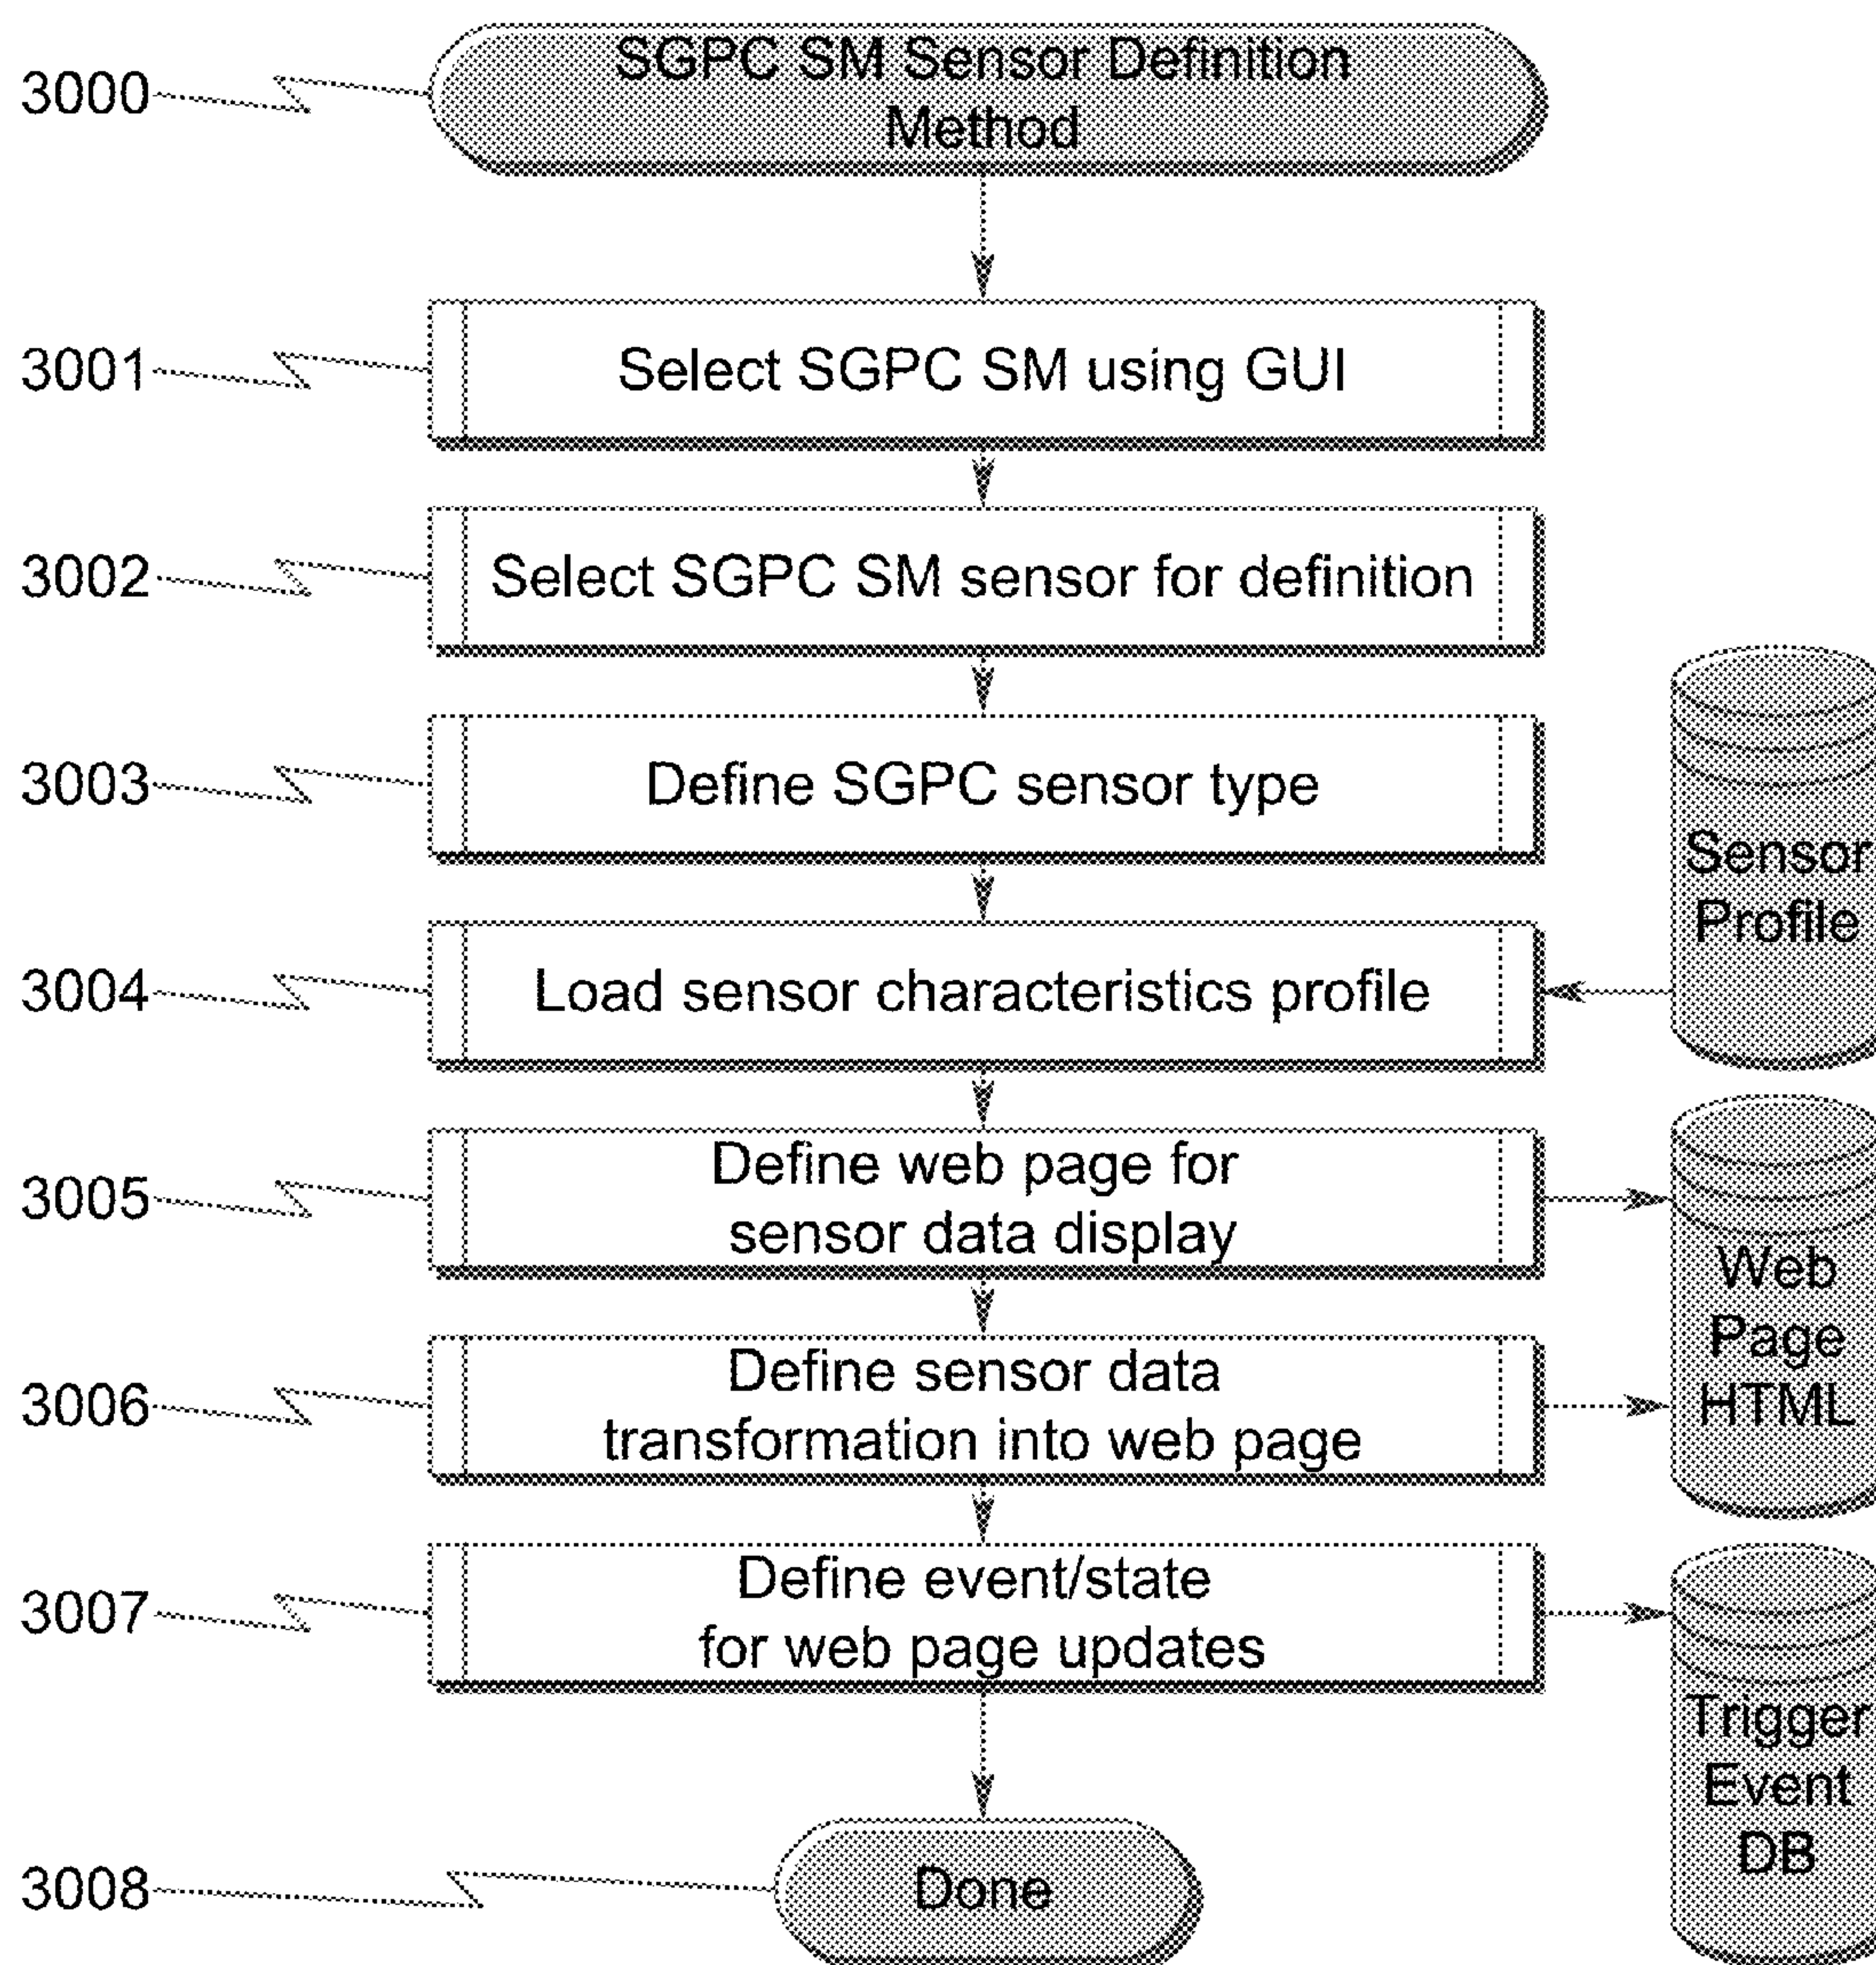 3000
SGPC SM Sensor Definition
Method
3001
Select SGPC SM using GUI
3002
Select SGPC SM sensor for definition
3003
Define SGPC sensor type
Sensor
Profile
3004
Load sensor characteristics profile
3005
Define web page for
sensor data display
Web
Page
HTML
3006
Define sensor data
transformation into web page
3007
Define event/state
for web page updates
Trigger
Event
DB
3008
Done